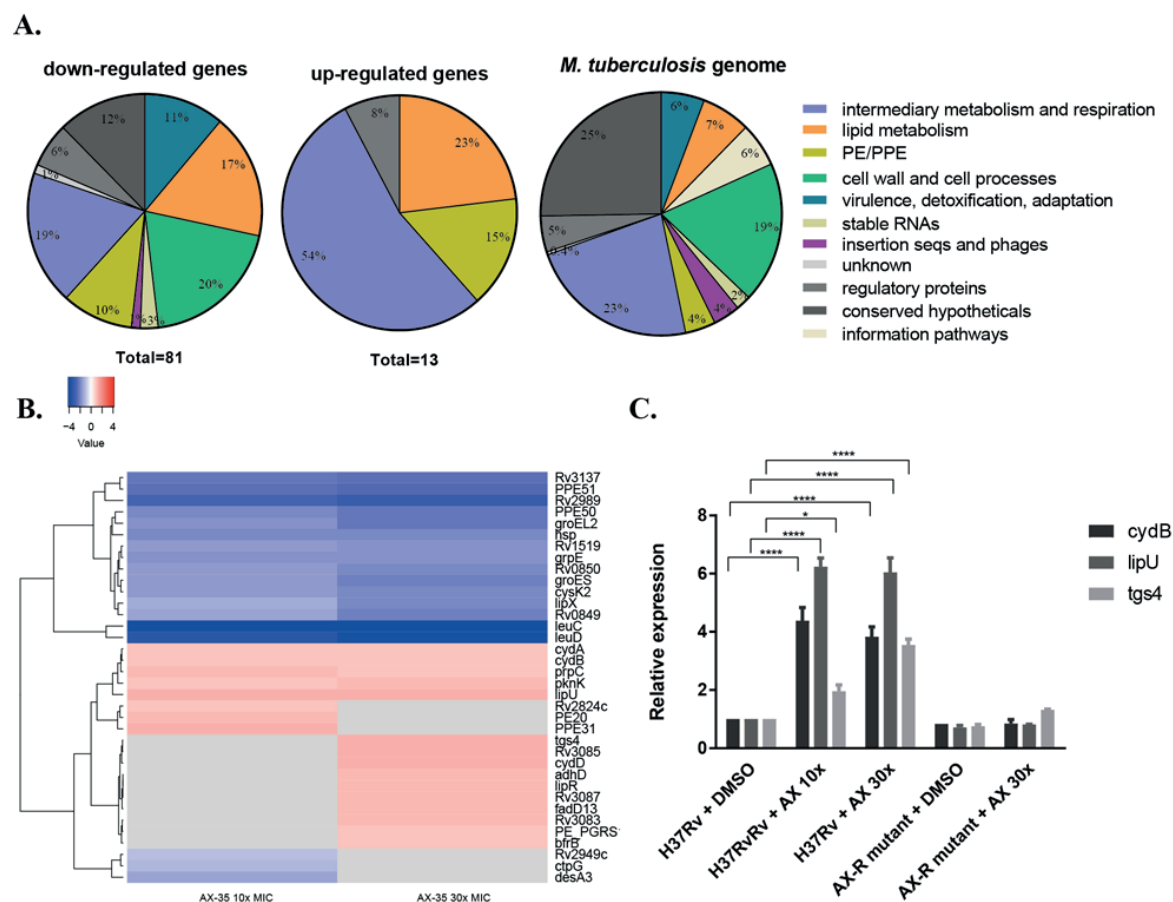 A.
down-regulated genes
up-regulated genes
M. tuberculosis genome
12%
11%
6%
17%
1%
19%
20%
10%
1%
3%
Total=81
8%
23%
54%
15%
Total=13
6%
7%
25%
6%
5%
0.4%
19%
23%
2%
4%
4%
intermediary metabolism and respiration
lipid metabolism
PE/PPE
cell wall and cell processes
virulence, detoxification, adaptation
stable RNAs
insertion seqs and phages
unknown
regulatory proteins
conserved hypotheticals
information pathways
B.
−4 0 4
Value
Rv3137
PPE51
Rv2989
PPE50
groEL2
hsp
Rv1519
grpE
Rv0850
groES
cysK2
lipX
Rv0849
leuC
leuD
cydA
cydB
prpC
pknK
lipU
Rv2824c
PE20
PPE31
tgs4
Rv3085
cydD
adhD
lipR
Rv3087
fadD13
Rv3083
PE_PGRS
bfrB
Rv2949c
ctpG
desA3
AX-35 10x MIC
AX-35 30x MIC
C.
****
****
****
*
****
****
8
6
4
2
0
Relative expression
cydB
lipU
tgs4
H37Rv + DMSO
H37RvRv + AX 10x
H37Rv + AX 30x
AX-R mutant + DMSO
AX-R mutant + AX 30x